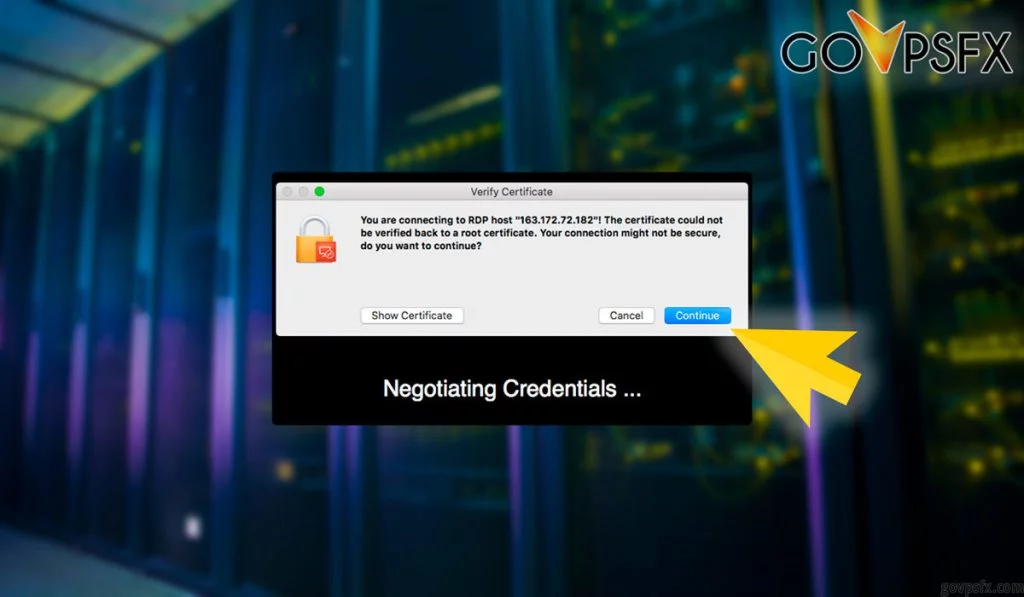 GOVPSFX
Verify Certificate
You are connecting to RDP host "163.172.72.182"! The certificate could not
be verified back to a root certificate. Your connection might not be secure,
do you want to continue?
Show Certificate
Cancel
Continue
Negotiating Credentials ...
govpsfx.com